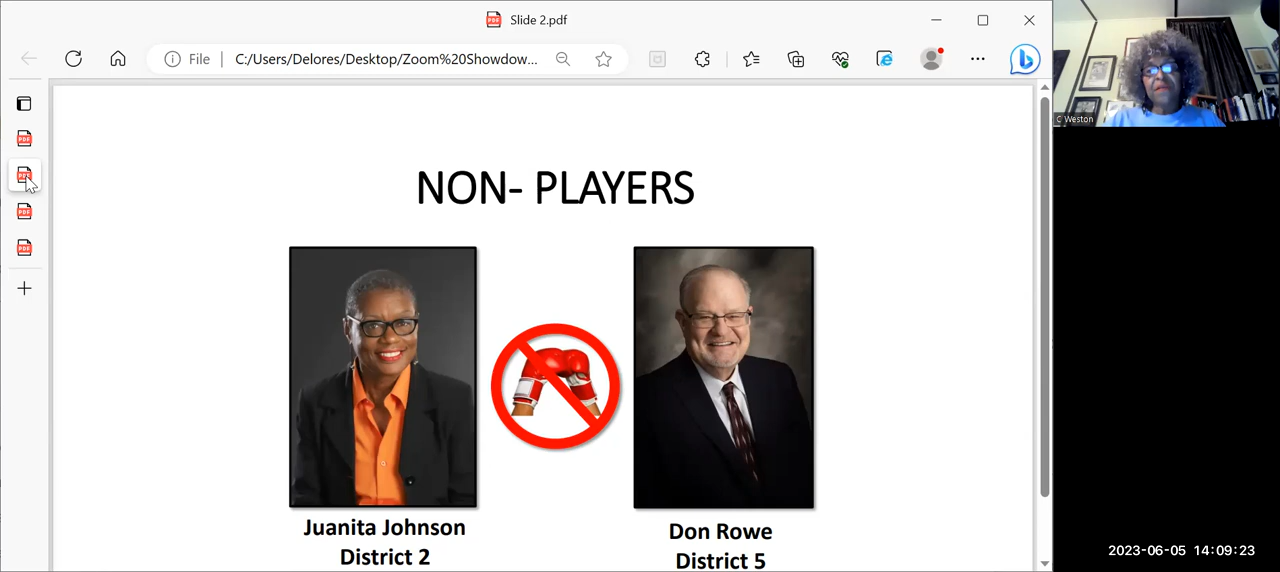 Slide 2.pdf
File
C:/Users/Delores/Desktop/Zoom%20Showdow...
NON- PLAYERS
Juanita Johnson
District 2
Don Rowe
District 5
C Weston
2023-06-05 14:09:23